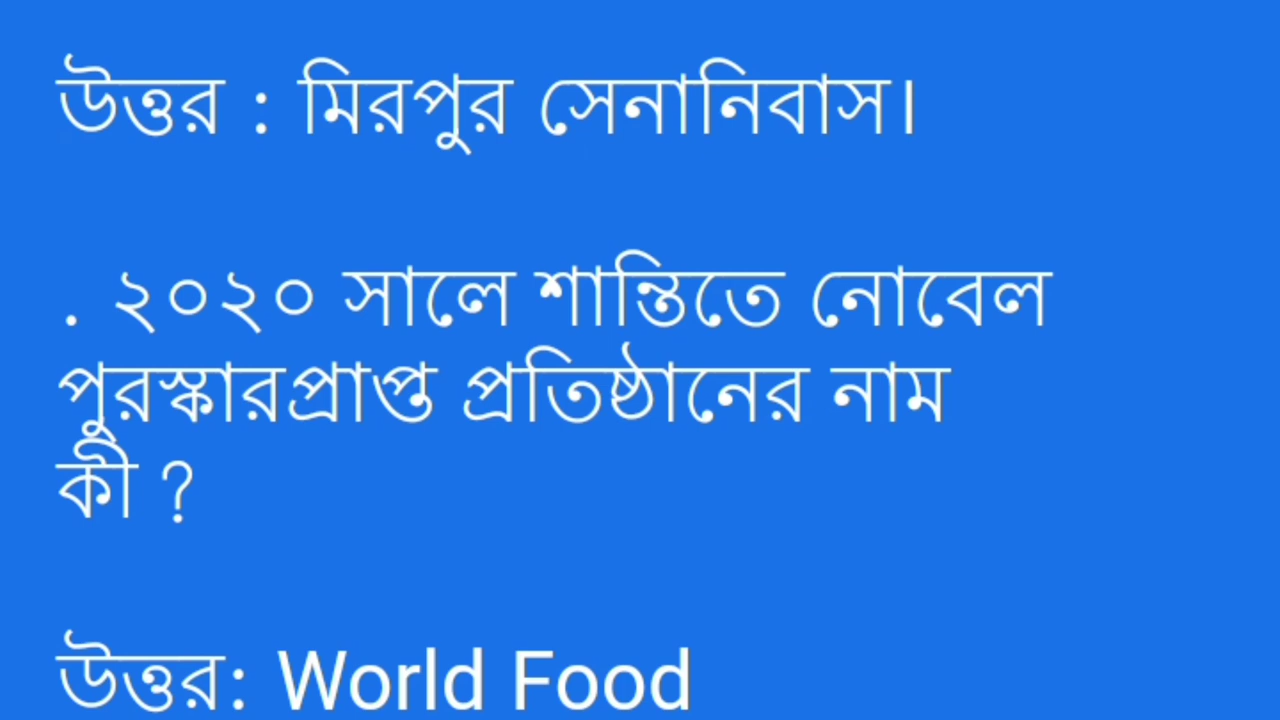 উত্তর : মিরপুর সেনানিবাস।
. ২০২০ সালে শান্তিতে নোবেল
পুরস্কারপ্রাপ্ত প্রতিষ্ঠানের নাম
কী ?
উত্তর: World Food